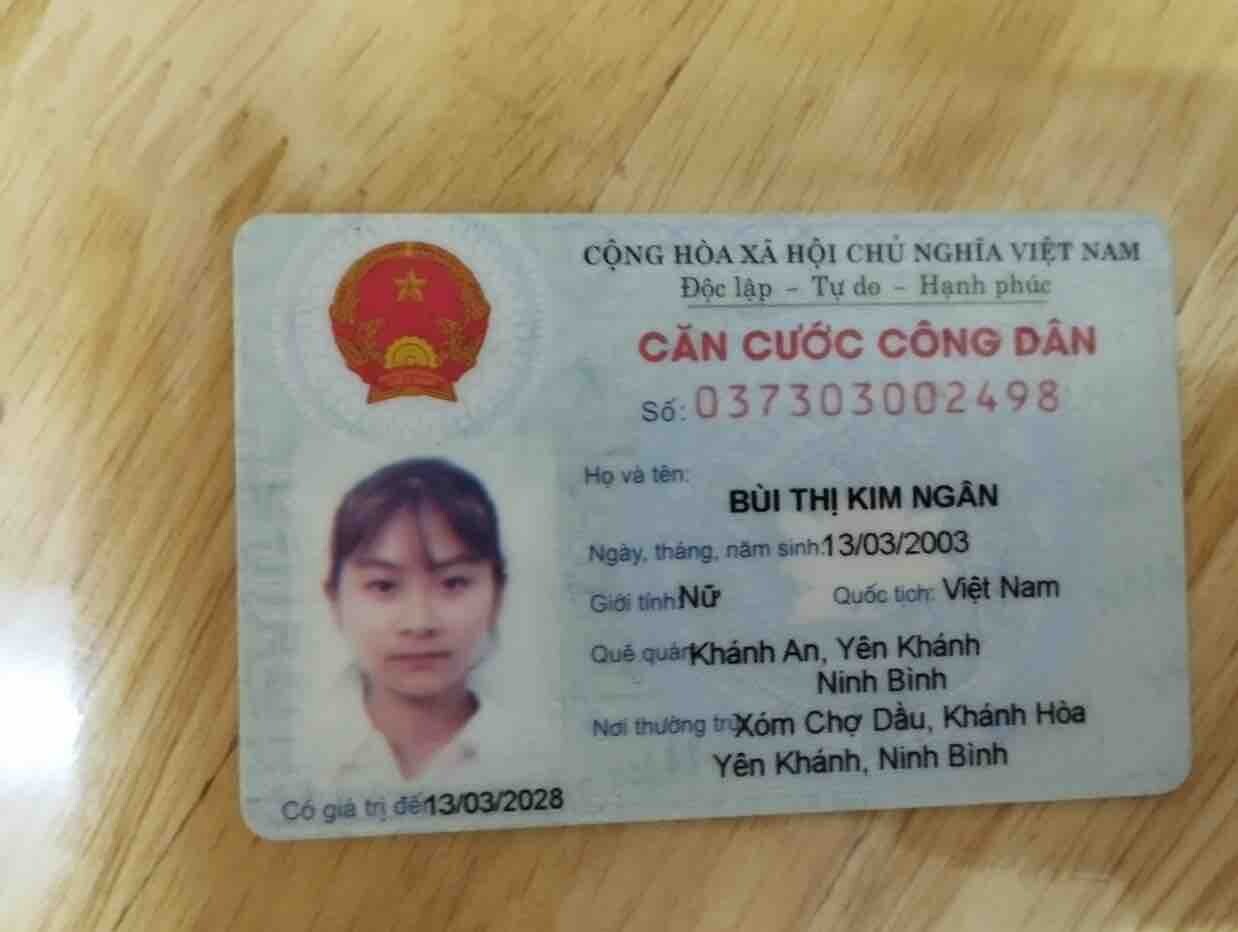 CỘNG HÒA XÃ HỘI CHỦ NGHĨA VIỆT NAM
Độc lập - Tự do - Hạnh phúc
CĂN CƯỚC CÔNG DÂN
Số: 037303002498
Họ và tên:
BÙI THỊ KIM NGÂN
Ngày, tháng, năm sinh: 13/03/2003
Giới tính: Nữ Quốc tịch: Việt Nam
Quê quán: Khánh An, Yên Khánh
Ninh Bình
Nơi thường trú: Xóm Chợ Dầu, Khánh Hòa
Yên Khánh, Ninh Bình
Có giá trị đến: 13/03/2028